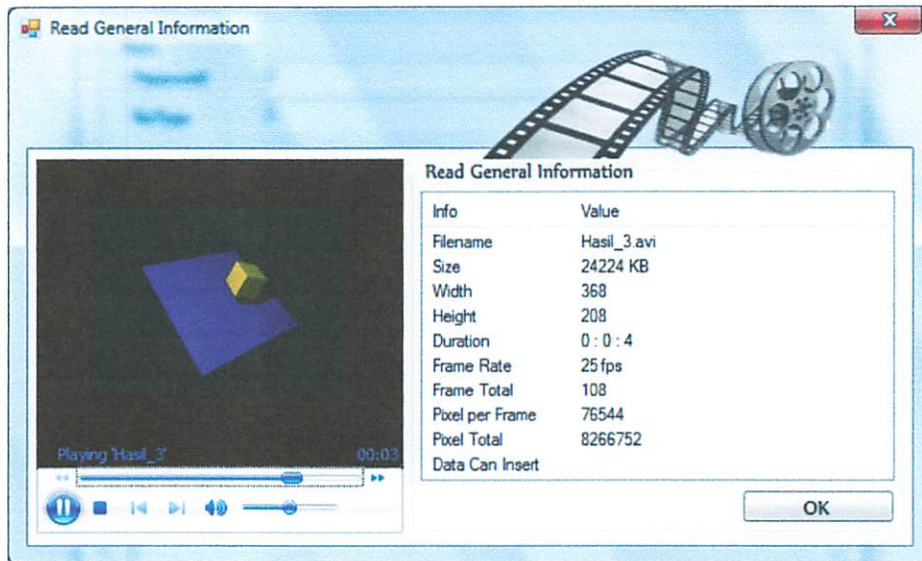 Read General Information
Read General Information
Info Value
Filename Hasil_3.avi
Size 24224 KB
Width 368
Height 208
Duration 0 : 0 : 4
Frame Rate 25 fps
Frame Total 108
Pixel per Frame 76544
Pixel Total 8266752
Data Can Insert
Playing 'Hasil_3' 00:03
OK